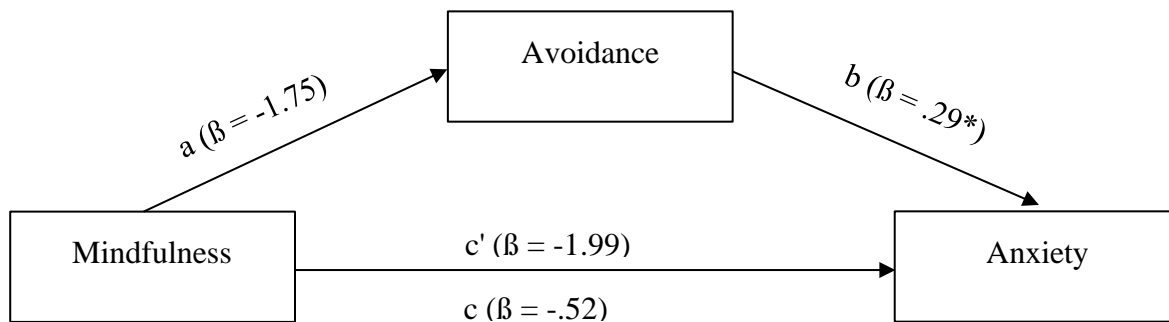 Avoidance
a (ß = -1.75)
b (ß = .29*)
Mindfulness
c' (ß = -1.99)
Anxiety
c (ß = -.52)